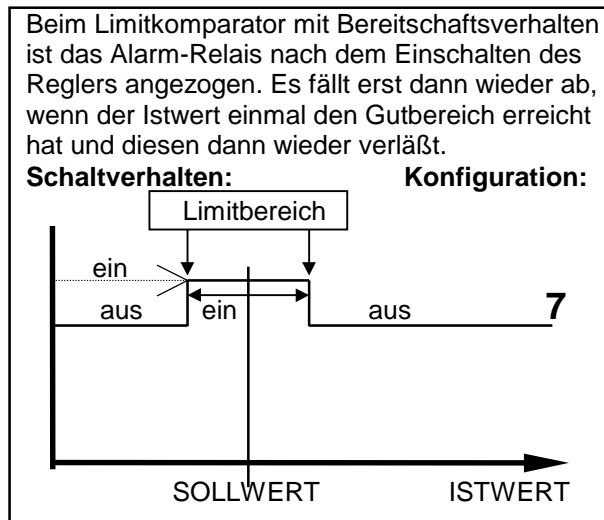 Beim Limitkomparator mit Bereitschaftsverhalten
ist das Alarm-Relais nach dem Einschalten des
Reglers angezogen. Es fällt erst dann wieder ab,
wenn der Istwert einmal den Gutbereich erreicht
hat und diesen dann wieder verläßt.
Schaltverhalten: Konfiguration:
Limitbereich
ein
aus ein aus 7
SOLLWERT ISTWERT